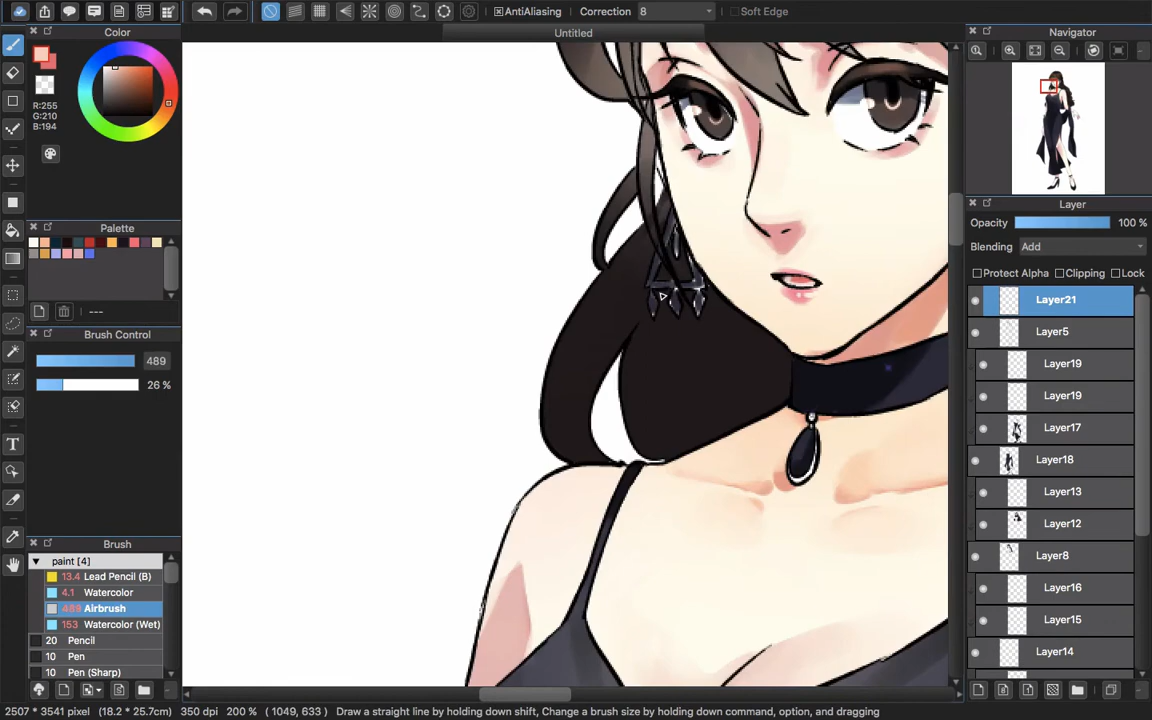 AntiAliasing Correction 8 Soft Edge
Color
Untitled
Navigator
R:255
G:210
B:194
Palette
---
Brush Control
489
26 %
Brush
paint [4]
13.4 Lead Pencil (B)
4.1 Watercolor
489 Airbrush
153 Watercolor (Wet)
20 Pencil
10 Pen
10 Pen (Sharp)
Layer
Opacity 100 %
Blending Add
Protect Alpha Clipping Lock
Layer21
Layer5
Layer19
Layer19
Layer17
Layer18
Layer13
Layer12
Layer8
Layer16
Layer15
Layer14
2507 * 3541 pixel (18.2 * 25.7cm) 350 dpi 200 % ( 1049, 633 ) Draw a straight line by holding down shift, Change a brush size by holding down command, option, and dragging